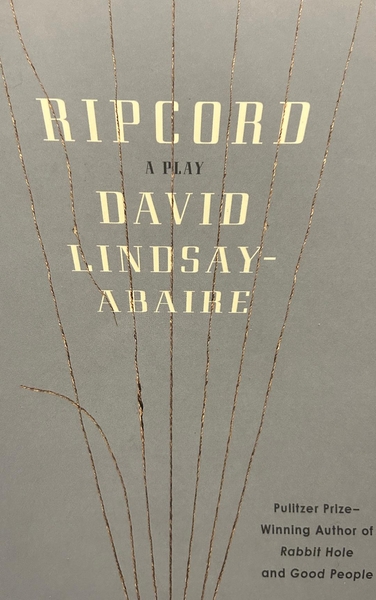 RIPCORD
A PLAY
DAVID
LINDSAY-
ABAIRE
Pulitzer Prize–
Winning Author of
Rabbit Hole
and Good People